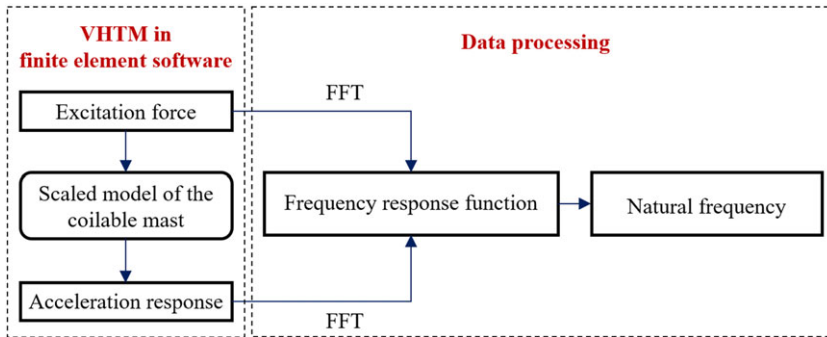 VHTM in
finite element software
Data processing
Excitation force
FFT
Scaled model of the
coilable mast
Frequency response function
Natural frequency
Acceleration response
FFT